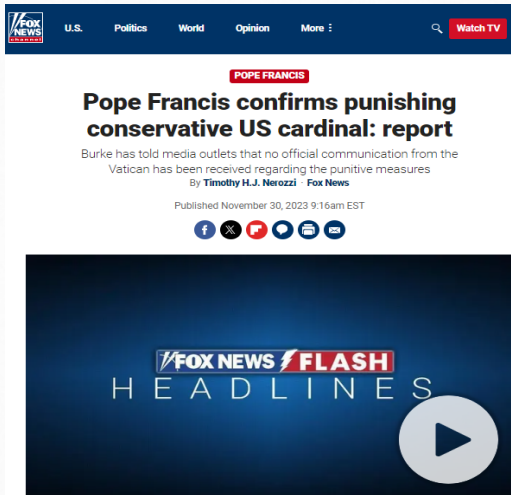 FOX
NEWS
channel
U.S. Politics World Opinion More Watch TV
POPE FRANCIS
Pope Francis confirms punishing
conservative US cardinal: report
Burke has told media outlets that no official communication from the
Vatican has been received regarding the punitive measures
By Timothy H.J. Nerozzi · Fox News
Published November 30, 2023 9:16am EST
FOX NEWS FLASH
HEADLINES